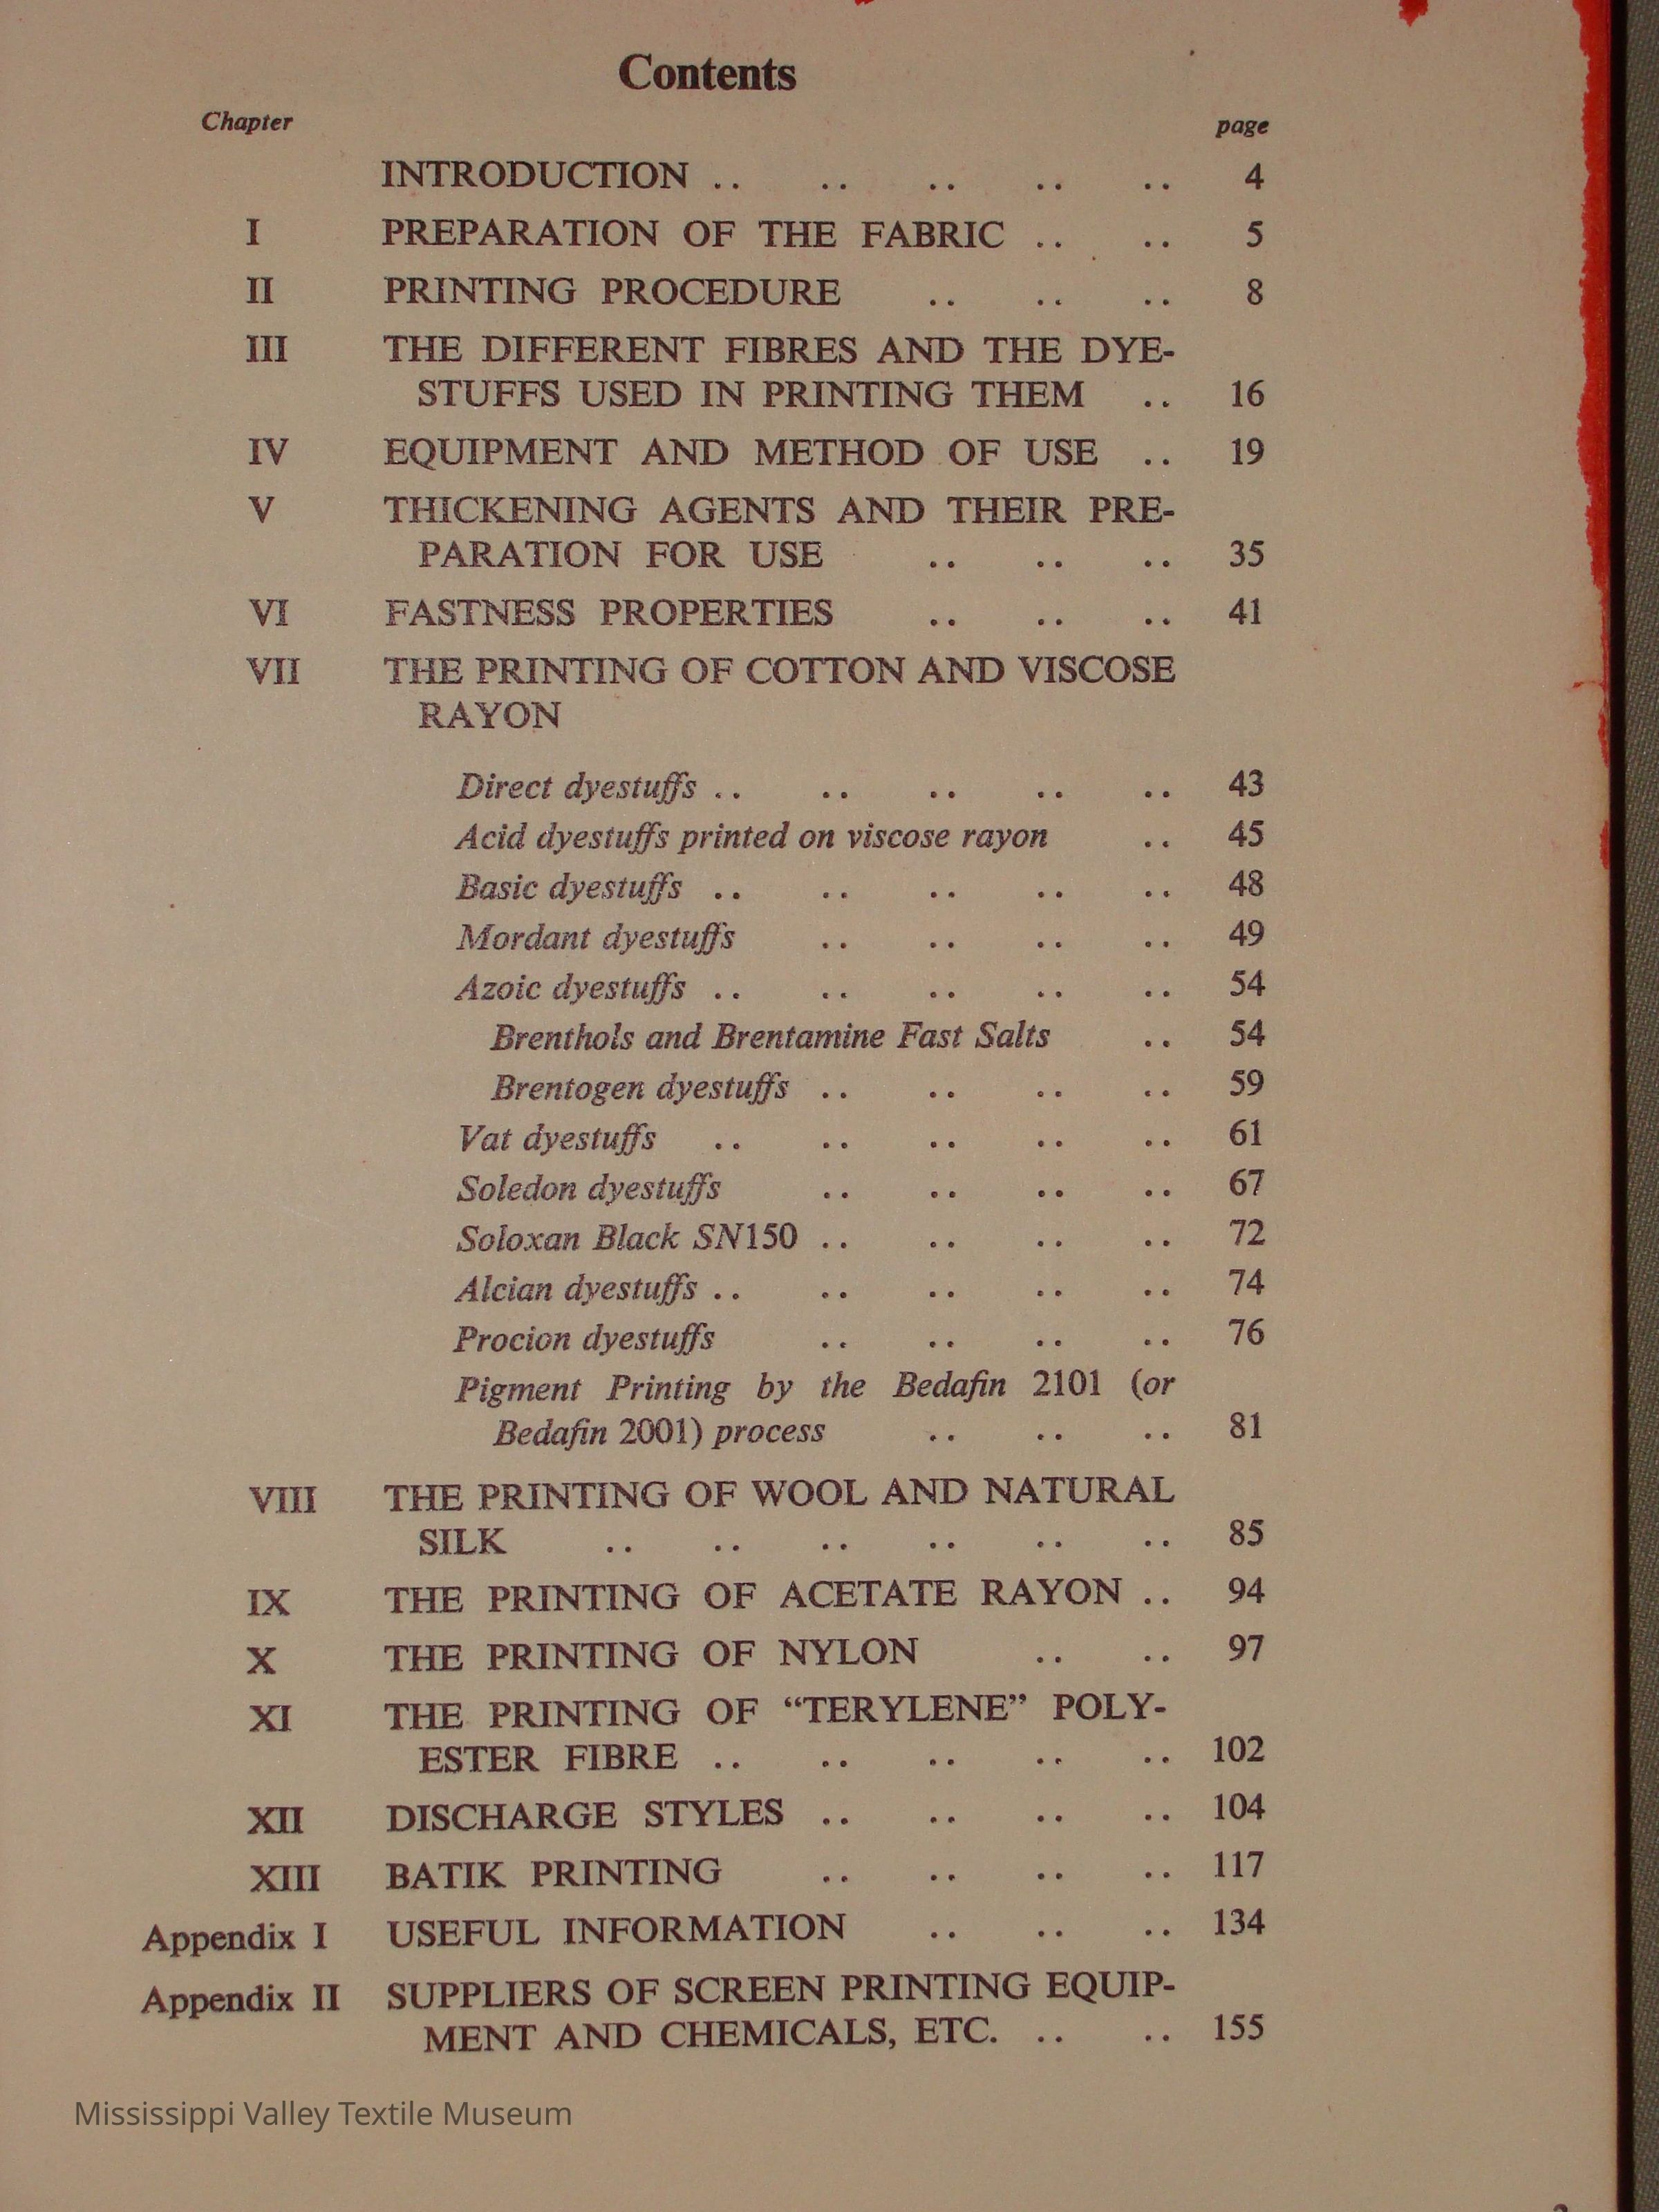 Contents
Chapter page
INTRODUCTION .. .. .. .. .. 4
I PREPARATION OF THE FABRIC .. .. 5
II PRINTING PROCEDURE .. .. .. 8
III THE DIFFERENT FIBRES AND THE DYE-
STUFFS USED IN PRINTING THEM .. 16
IV EQUIPMENT AND METHOD OF USE .. 19
V THICKENING AGENTS AND THEIR PRE-
PARATION FOR USE .. .. .. 35
VI FASTNESS PROPERTIES .. .. .. 41
VII THE PRINTING OF COTTON AND VISCOSE
RAYON
Direct dyestuffs .. .. .. .. .. 43
Acid dyestuffs printed on viscose rayon .. 45
Basic dyestuffs .. .. .. .. .. 48
Mordant dyestuffs .. .. .. .. 49
Azoic dyestuffs .. .. .. .. .. 54
Brenthols and Brentamine Fast Salts .. 54
Brentogen dyestuffs .. .. .. .. 59
Vat dyestuffs .. .. .. .. .. 61
Soledon dyestuffs .. .. .. .. 67
Soloxan Black SN150 .. .. .. .. 72
Alcian dyestuffs .. .. .. .. .. 74
Procion dyestuffs .. .. .. .. 76
Pigment Printing by the Bedafin 2101 (or
Bedafin 2001) process .. .. .. 81
VIII THE PRINTING OF WOOL AND NATURAL
SILK .. .. .. .. .. .. 85
IX THE PRINTING OF ACETATE RAYON .. 94
X THE PRINTING OF NYLON .. .. 97
XI THE PRINTING OF “TERYLENE” POLY-
ESTER FIBRE .. .. .. .. .. 102
XII DISCHARGE STYLES .. .. .. .. 104
XIII BATIK PRINTING .. .. .. .. 117
Appendix I USEFUL INFORMATION .. .. .. 134
Appendix II SUPPLIERS OF SCREEN PRINTING EQUIP-
MENT AND CHEMICALS, ETC. .. .. 155
Mississippi Valley Textile Museum